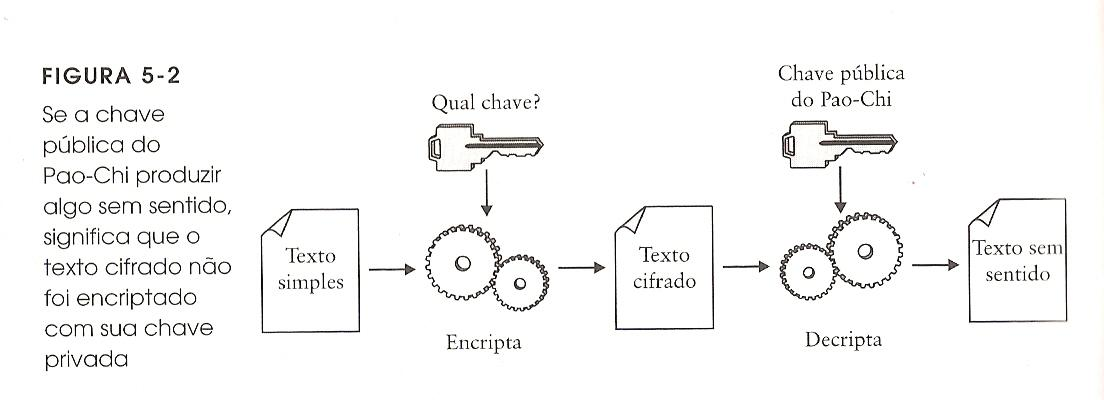 FIGURA 5-2
Se a chave
pública do
Pao-Chi produzir
algo sem sentido,
significa que o
texto cifrado não
foi encriptado
com sua chave
privada
Qual chave?
Chave pública
do Pao-Chi
Texto
simples
Encripta
Texto
cifrado
Decripta
Texto sem
sentido